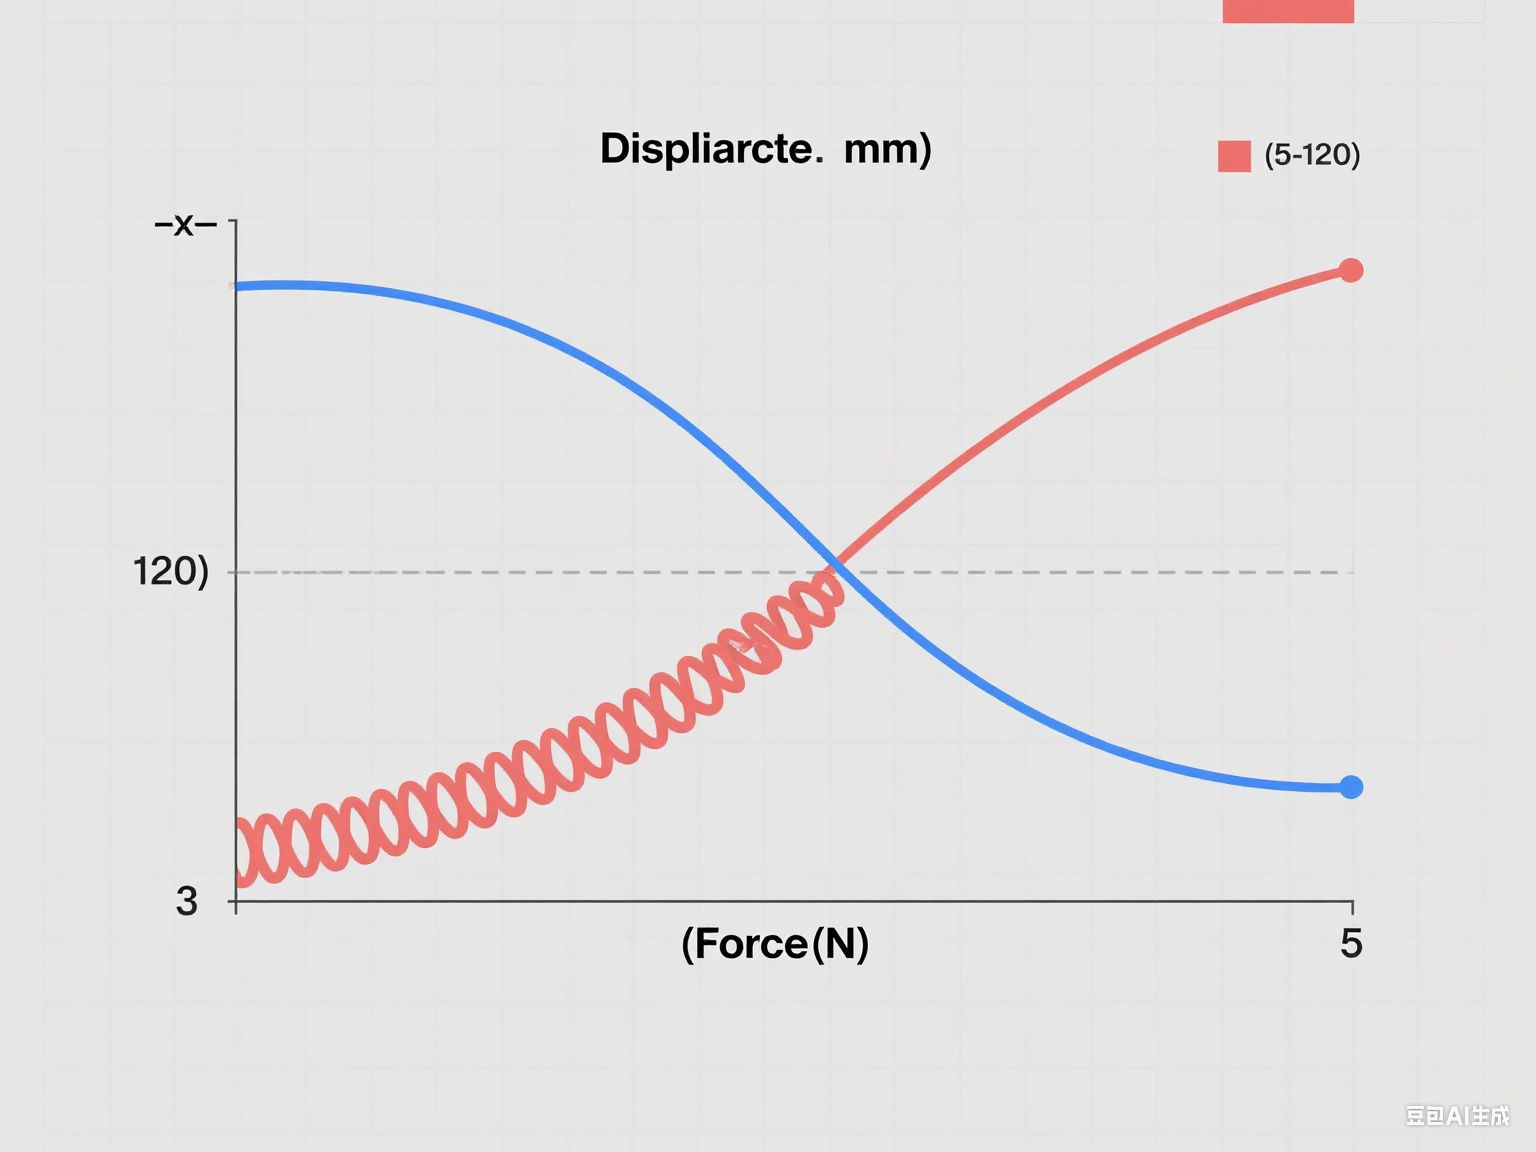 Displiarcte. mm)
(5-120)
–x–
120)
3
(Force(N)
5
豆包AI生成